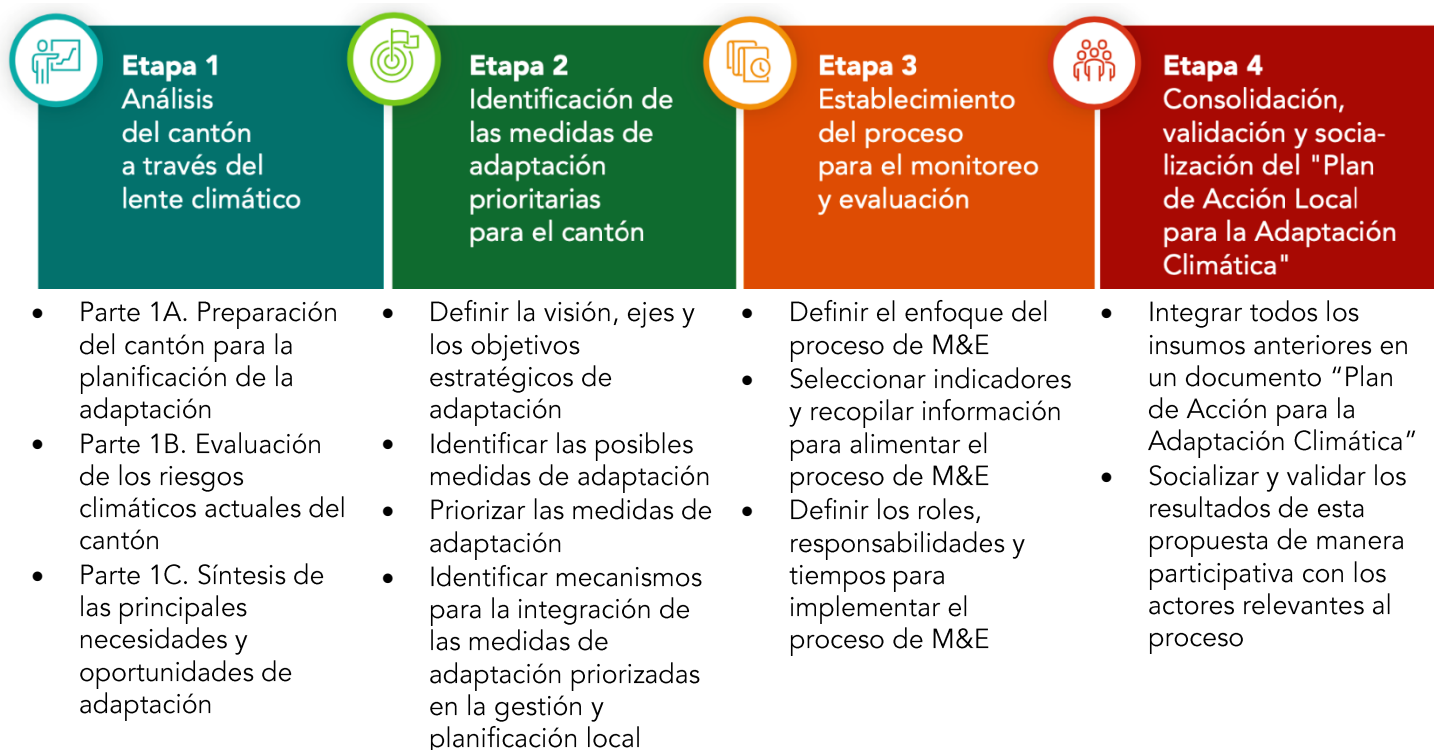 Etapa 1
Análisis
del cantón
a través del
lente climático
Etapa 2
Identificación de
las medidas de
adaptación
prioritarias
para el cantón
Etapa 3
Establecimiento
del proceso
para el monitoreo
y evaluación
Etapa 4
Consolidación,
validación y socia-
lización del "Plan
de Acción Local
para la Adaptación
Climática"
• Parte 1A. Preparación
del cantón para la
planificación de la
adaptación
• Parte 1B. Evaluación
de los riesgos
climáticos actuales del
cantón
• Parte 1C. Síntesis de
las principales
necesidades y
oportunidades de
adaptación
• Definir la visión, ejes y
los objetivos
estratégicos de
adaptación
• Identificar las posibles
medidas de adaptación
• Priorizar las medidas de
adaptación
• Identificar mecanismos
para la integración de
las medidas de
adaptación priorizadas
en la gestión y
planificación local
• Definir el enfoque del
proceso de M&E
• Seleccionar indicadores
y recopilar información
para alimentar el
proceso de M&E
• Definir los roles,
responsabilidades y
tiempos para
implementar el
proceso de M&E
• Integrar todos los
insumos anteriores en
un documento “Plan
de Acción para la
Adaptación Climática”
• Socializar y validar los
resultados de esta
propuesta de manera
participativa con los
actores relevantes al
proceso